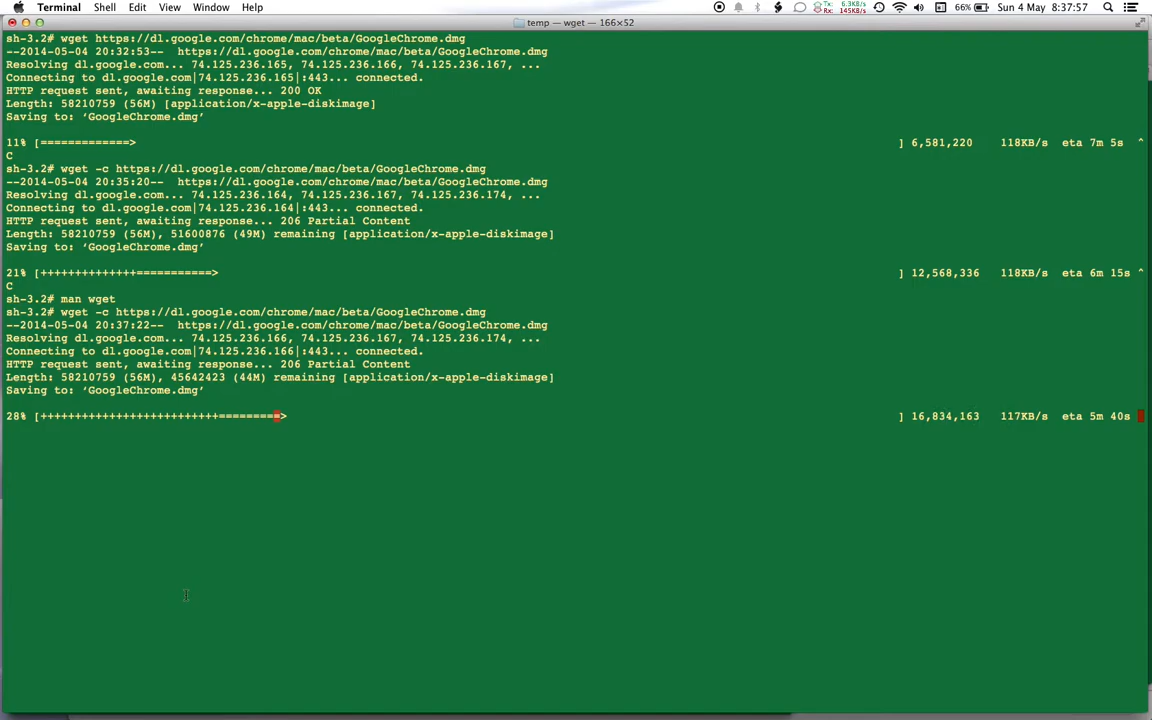 Terminal Shell Edit View Window Help Tx: 6.3KB/s Rx: 145KB/s 66% Sun 4 May 8:37:57
temp — wget — 166×52
sh-3.2# wget https://dl.google.com/chrome/mac/beta/GoogleChrome.dmg
--2014-05-04 20:32:53--  https://dl.google.com/chrome/mac/beta/GoogleChrome.dmg
Resolving dl.google.com... 74.125.236.165, 74.125.236.166, 74.125.236.167, ...
Connecting to dl.google.com|74.125.236.165|:443... connected.
HTTP request sent, awaiting response... 200 OK
Length: 58210759 (56M) [application/x-apple-diskimage]
Saving to: ‘GoogleChrome.dmg’
11% [=============> ] 6,581,220 118KB/s eta 7m 5s ^
C
sh-3.2# wget -c https://dl.google.com/chrome/mac/beta/GoogleChrome.dmg
--2014-05-04 20:35:20--  https://dl.google.com/chrome/mac/beta/GoogleChrome.dmg
Resolving dl.google.com... 74.125.236.164, 74.125.236.167, 74.125.236.174, ...
Connecting to dl.google.com|74.125.236.164|:443... connected.
HTTP request sent, awaiting response... 206 Partial Content
Length: 58210759 (56M), 51600876 (49M) remaining [application/x-apple-diskimage]
Saving to: ‘GoogleChrome.dmg’
21% [++++++++++++++===========> ] 12,568,336 118KB/s eta 6m 15s ^
C
sh-3.2# man wget
sh-3.2# wget -c https://dl.google.com/chrome/mac/beta/GoogleChrome.dmg
--2014-05-04 20:37:22--  https://dl.google.com/chrome/mac/beta/GoogleChrome.dmg
Resolving dl.google.com... 74.125.236.166, 74.125.236.167, 74.125.236.174, ...
Connecting to dl.google.com|74.125.236.166|:443... connected.
HTTP request sent, awaiting response... 206 Partial Content
Length: 58210759 (56M), 45642423 (44M) remaining [application/x-apple-diskimage]
Saving to: ‘GoogleChrome.dmg’
28% [++++++++++++++++++++++++++=========> ] 16,834,163 117KB/s eta 5m 40s